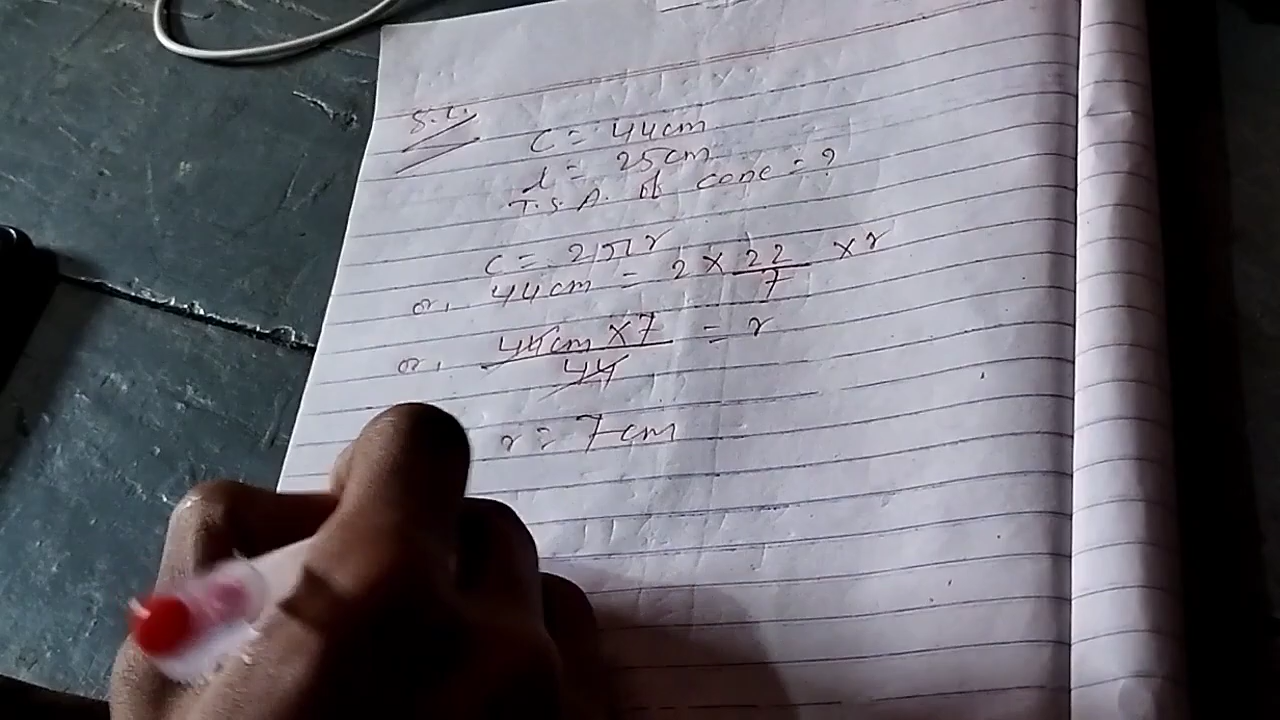 S.L.
C = 44cm
l = 25cm
T.S.A. of cone = ?
C = 2πr
or, 44cm = 2 × 22/7 × r
or, 44cm × 7/44 = r
r = 7cm